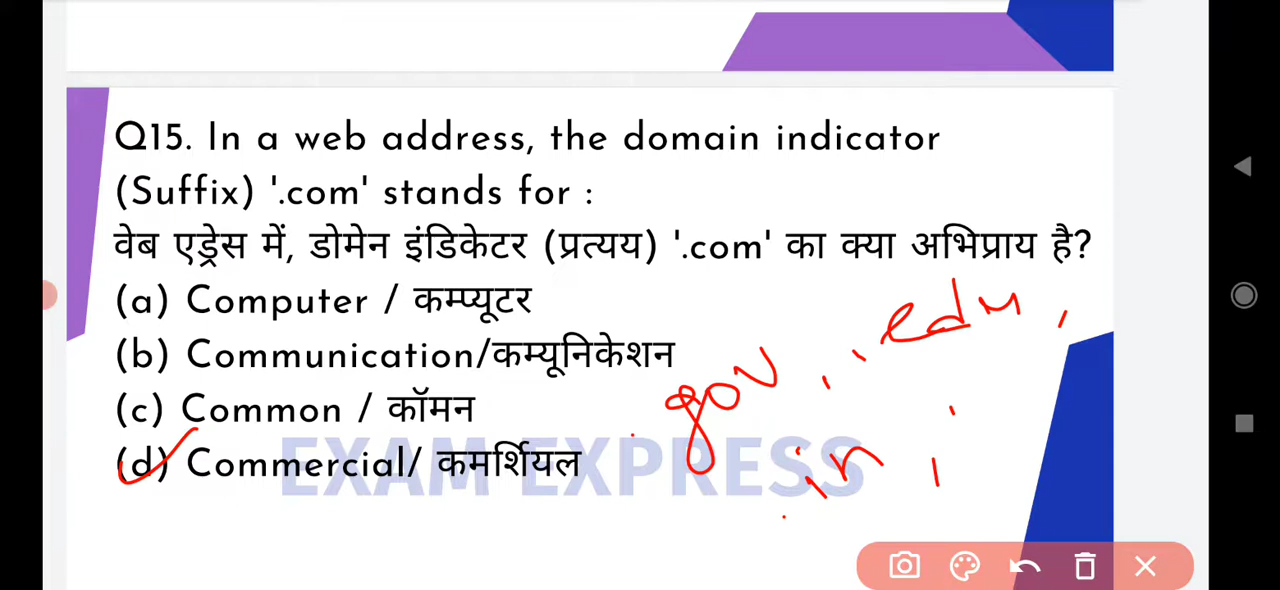 Q15. In a web address, the domain indicator
(Suffix) '.com' stands for :
वेब एड्रेस में, डोमेन इंडिकेटर (प्रत्यय) '.com' का क्या अभिप्राय है?
(a) Computer / कम्प्यूटर
(b) Communication/कम्यूनिकेशन
(c) Common / कॉमन
(d) Commercial/ कमर्शियल
EXAM EXPRESS
.gov, .edu,
.in,